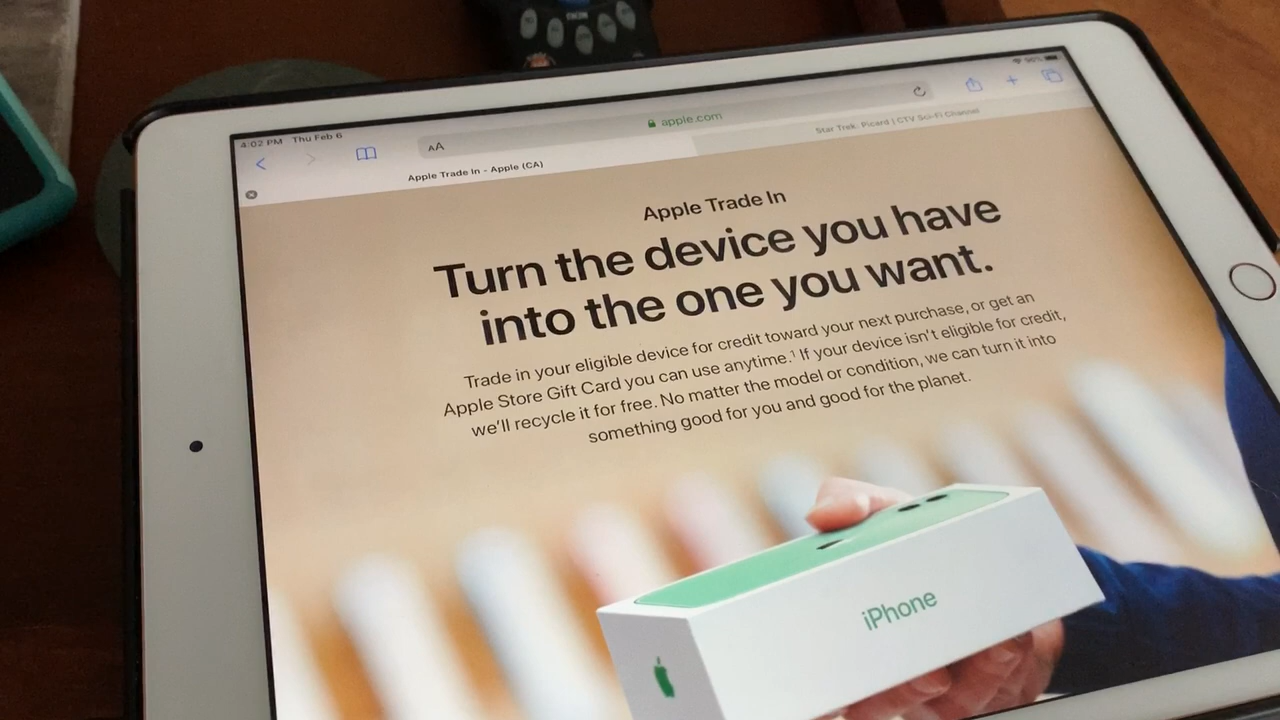 4:02 PM Thu Feb 6
96%
AA
apple.com
Apple Trade In - Apple (CA)
Star Trek: Picard | CTV Sci-Fi Channel
Apple Trade In
Turn the device you have
into the one you want.
Trade in your eligible device for credit toward your next purchase, or get an
Apple Store Gift Card you can use anytime.¹ If your device isn't eligible for credit,
we'll recycle it for free. No matter the model or condition, we can turn it into
something good for you and good for the planet.
iPhone